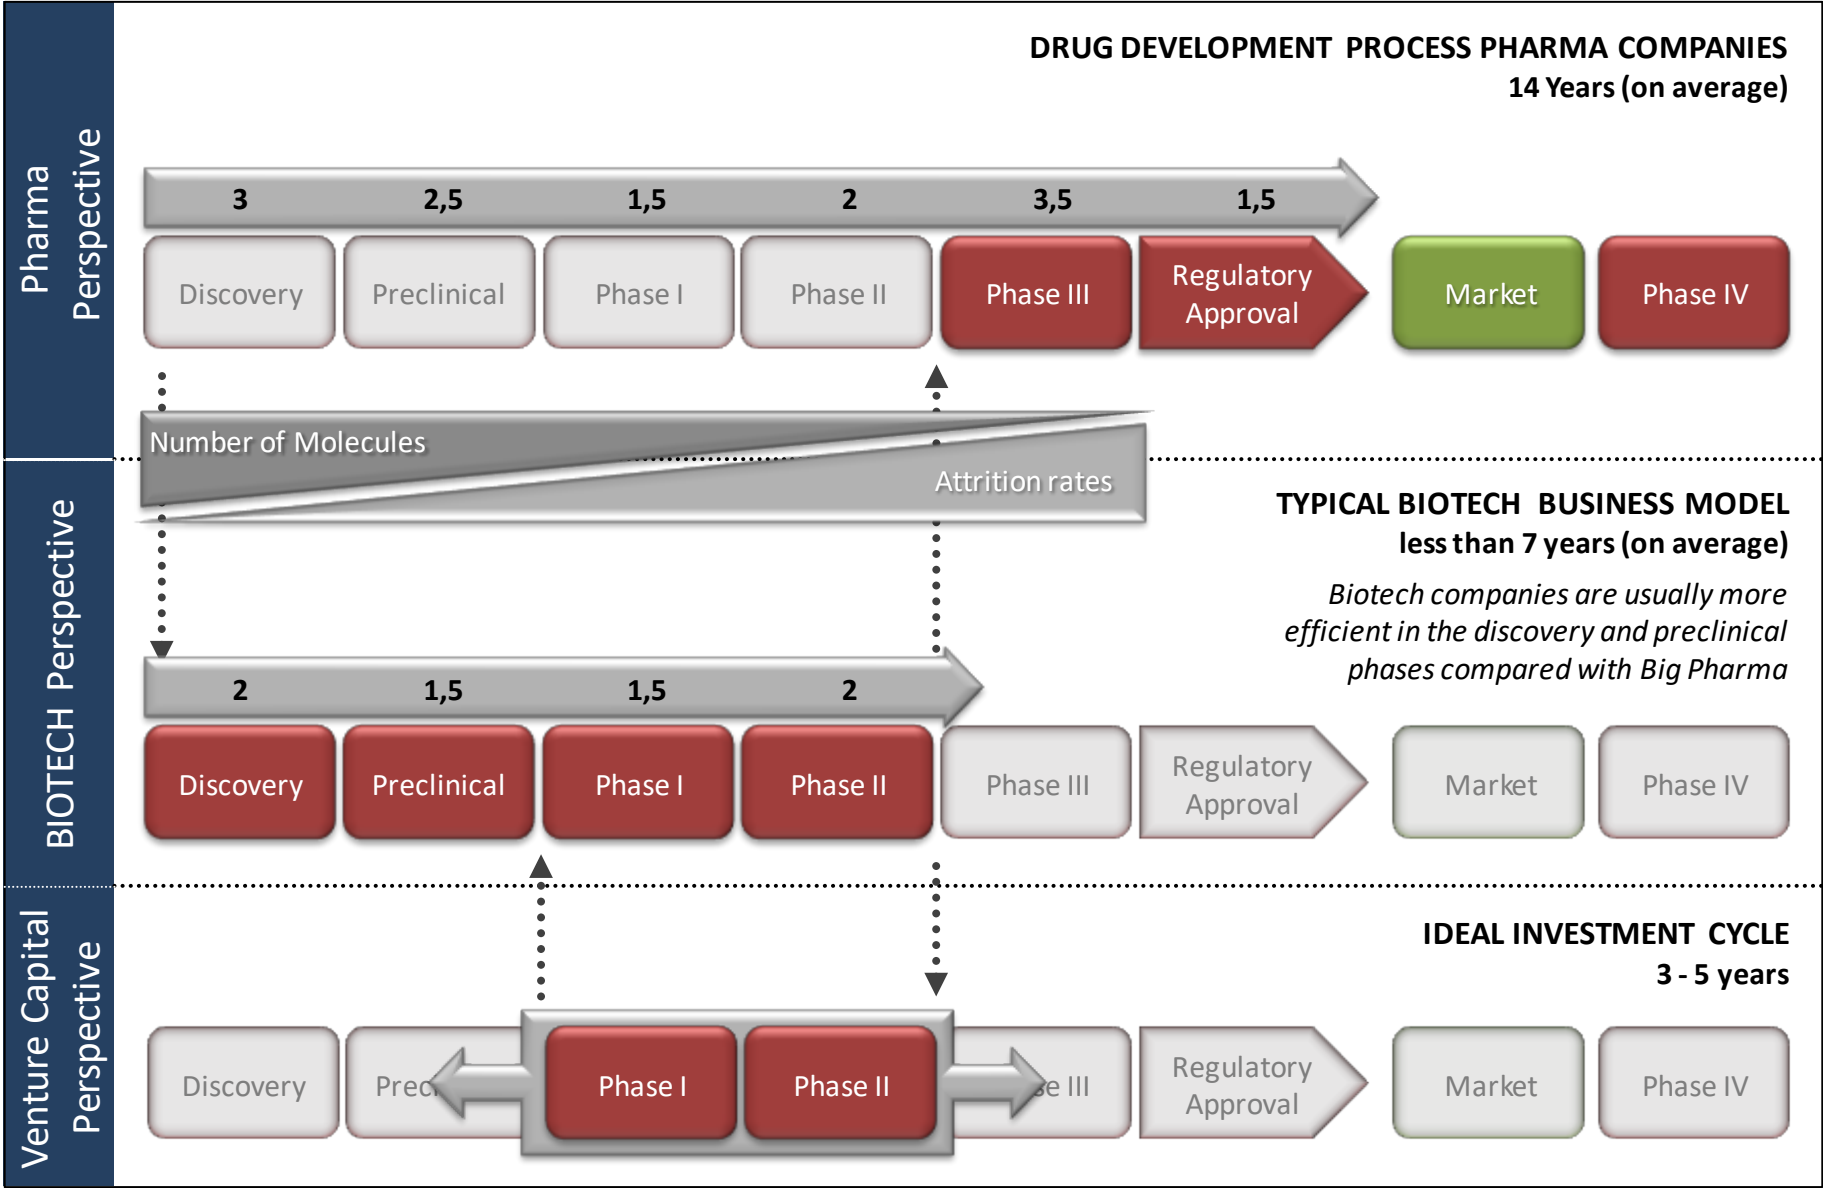 Pharma
Perspective
DRUG DEVELOPMENT PROCESS PHARMA COMPANIES
14 Years (on average)
3 2,5 1,5 2 3,5 1,5
Discovery Preclinical Phase I Phase II Phase III Regulatory Approval Market Phase IV
Number of Molecules
Attrition rates
BIOTECH Perspective
TYPICAL BIOTECH BUSINESS MODEL
less than 7 years (on average)
Biotech companies are usually more
efficient in the discovery and preclinical
phases compared with Big Pharma
2 1,5 1,5 2
Discovery Preclinical Phase I Phase II Phase III Regulatory Approval Market Phase IV
Venture Capital
Perspective
IDEAL INVESTMENT CYCLE
3 - 5 years
Discovery Prec Phase I Phase II se III Regulatory Approval Market Phase IV